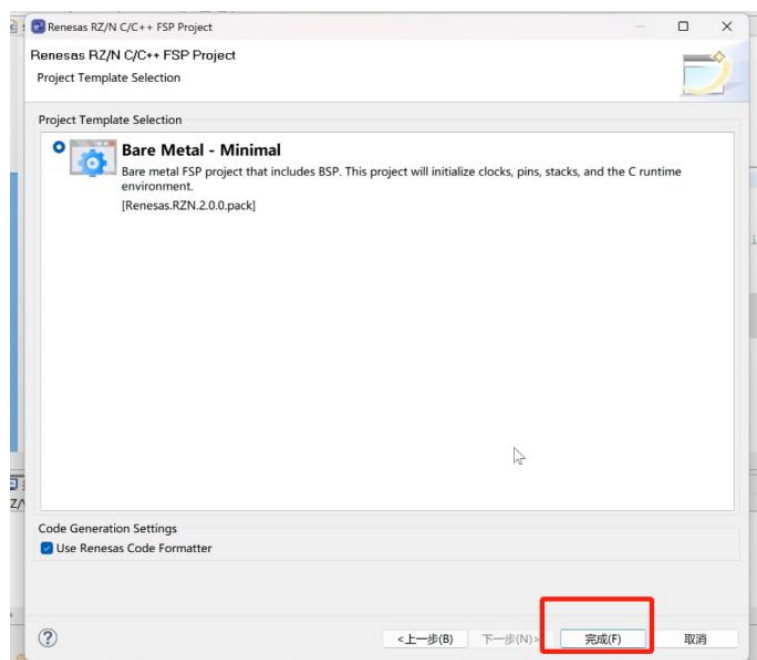 Renesas RZ/N C/C++ FSP Project
Renesas RZ/N C/C++ FSP Project
Project Template Selection
Project Template Selection
Bare Metal - Minimal
Bare metal FSP project that includes BSP. This project will initialize clocks, pins, stacks, and the C runtime
environment.
[Renesas.RZN.2.0.0.pack]
Code Generation Settings
Use Renesas Code Formatter
<上一步(B)
下一步(N)>
完成(F)
取消